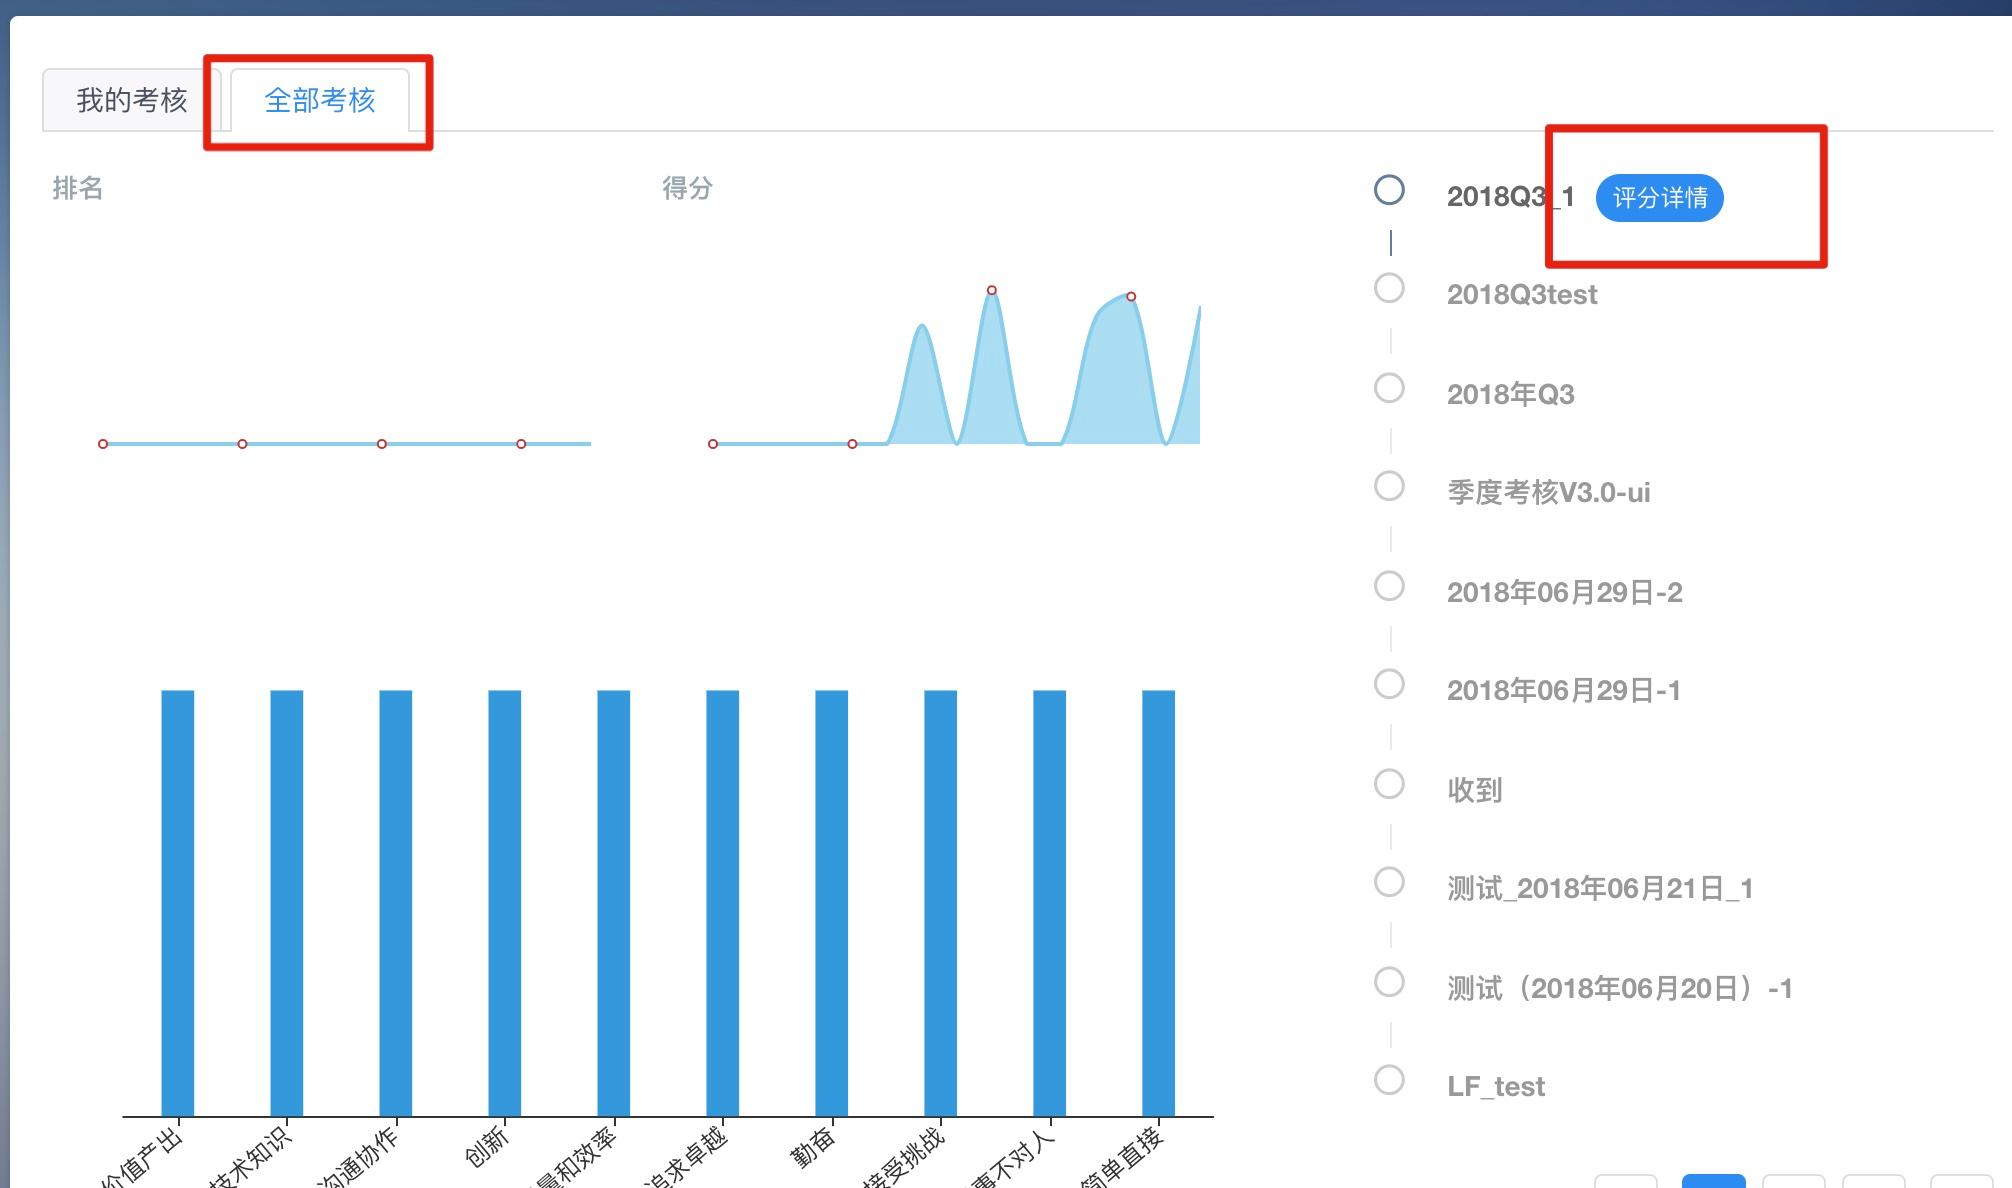 我的考核
全部考核
排名
得分
2018Q3_1
评分详情
2018Q3test
2018年Q3
季度考核V3.0-ui
2018年06月29日-2
2018年06月29日-1
收到
测试_2018年06月21日_1
测试（2018年06月20日）-1
LF_test
价值产出
技术知识
沟通协作
创新
量和效率
追求卓越
勤奋
接受挑战
事不对人
简单直接